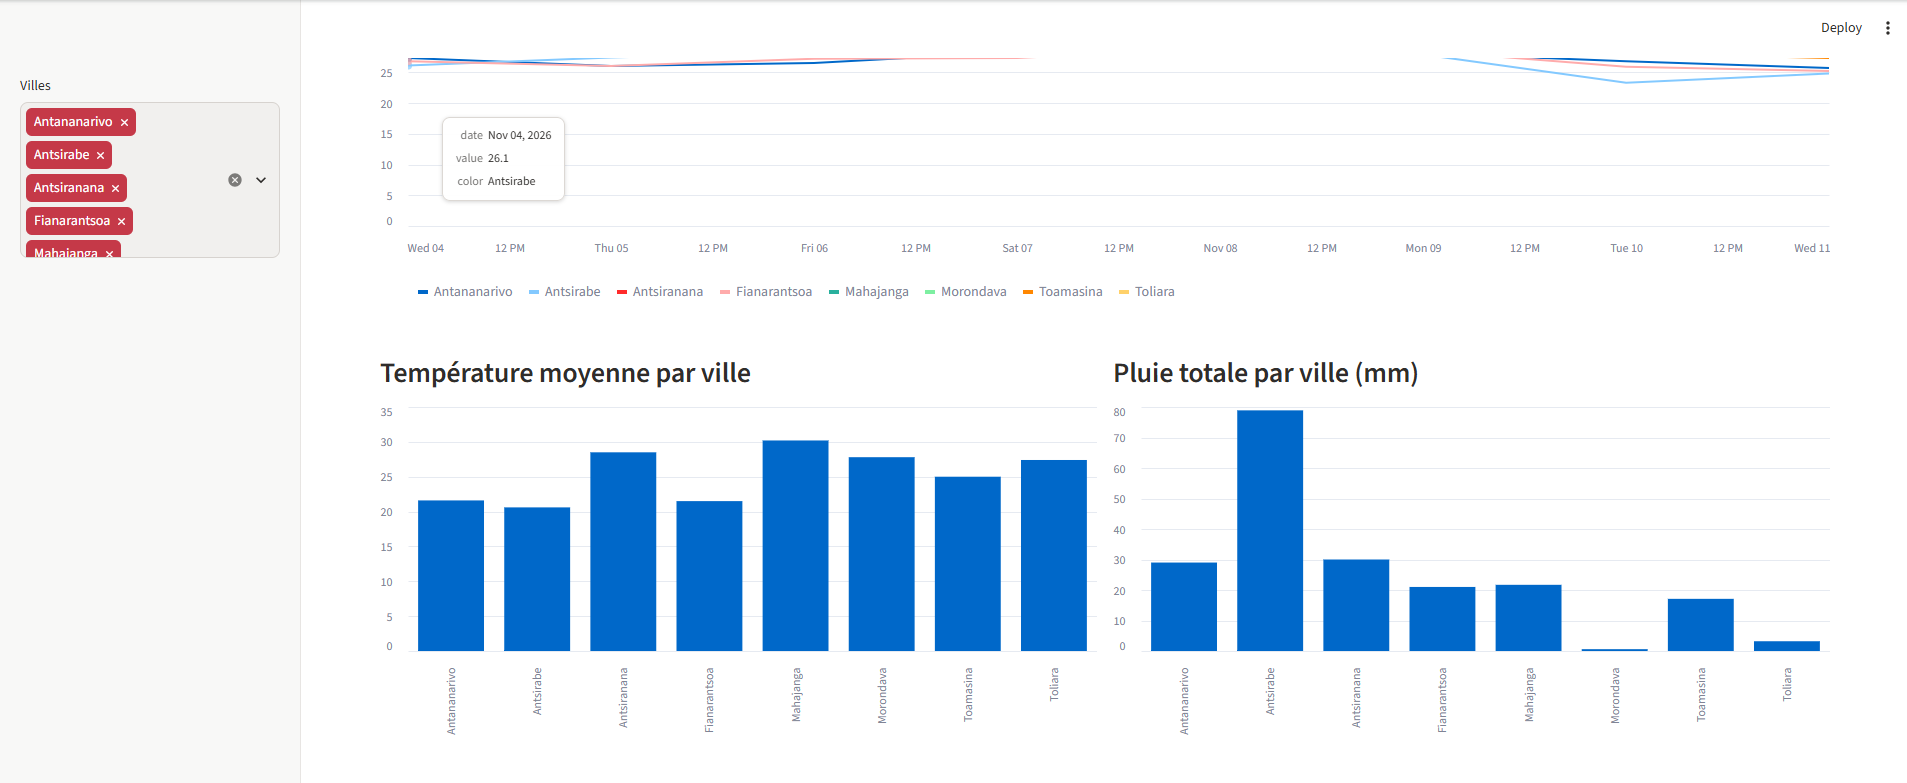 Deploy
Villes
Antananarivo ×
Antsirabe ×
Antsiranana ×
Fianarantsoa ×
Mahajanga ×
25
20
15
10
5
0
date Nov 04, 2026
value 26.1
color Antsirabe
Wed 04 12 PM Thu 05 12 PM Fri 06 12 PM Sat 07 12 PM Nov 08 12 PM Mon 09 12 PM Tue 10 12 PM Wed 11
Antananarivo Antsirabe Antsiranana Fianarantsoa Mahajanga Morondava Toamasina Toliara
Température moyenne par ville
35
30
25
20
15
10
5
0
Antananarivo
Antsirabe
Antsiranana
Fianarantsoa
Mahajanga
Morondava
Toamasina
Toliara
Pluie totale par ville (mm)
80
70
60
50
40
30
20
10
0
Antananarivo
Antsirabe
Antsiranana
Fianarantsoa
Mahajanga
Morondava
Toamasina
Toliara